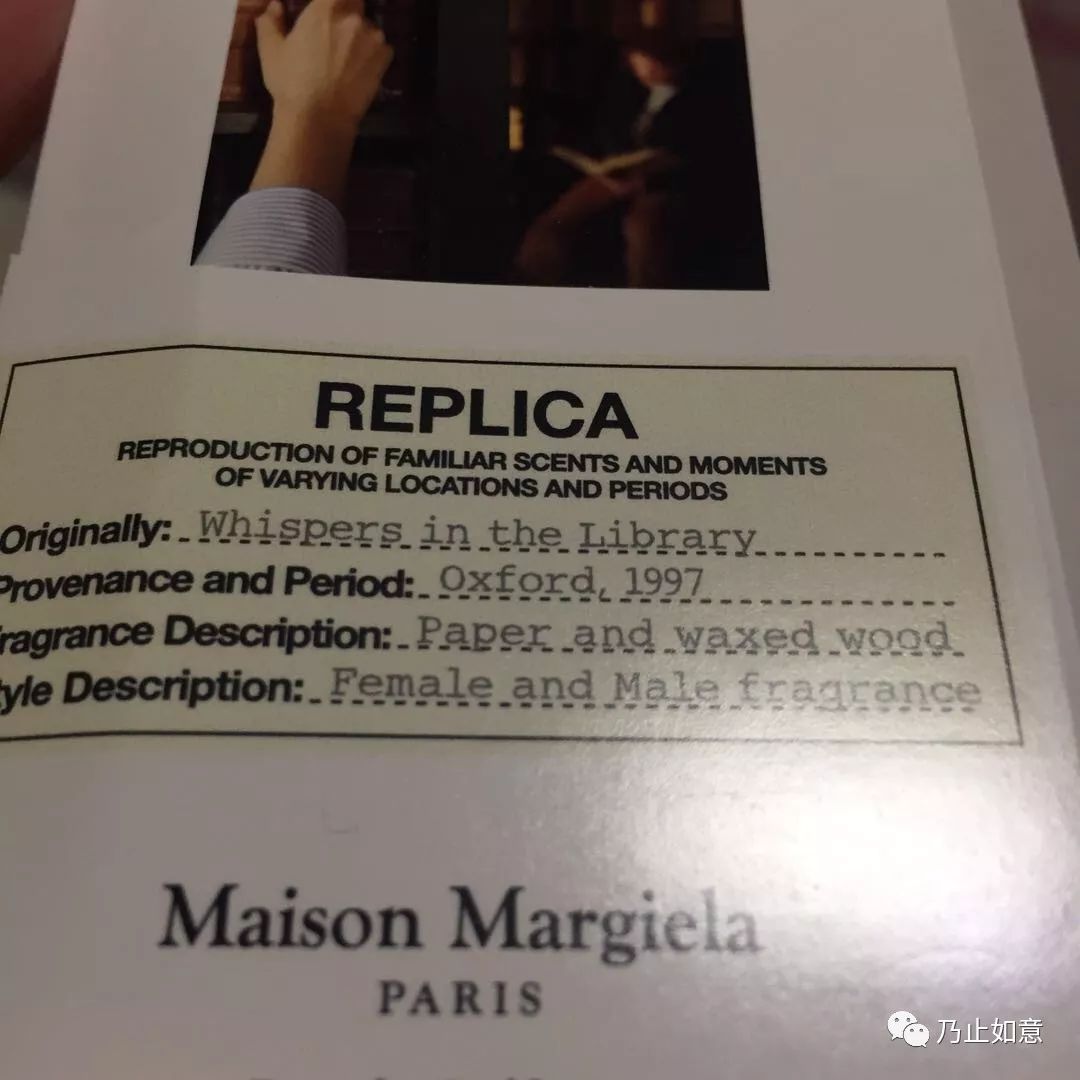 REPLICA
REPRODUCTION OF FAMILIAR SCENTS AND MOMENTS
OF VARYING LOCATIONS AND PERIODS
Originally: Whispers in the Library
Provenance and Period: Oxford, 1997
ragrance Description: Paper and waxed wood
tyle Description: Female and Male fragrance
Maison Margiela
PARIS
乃止如意